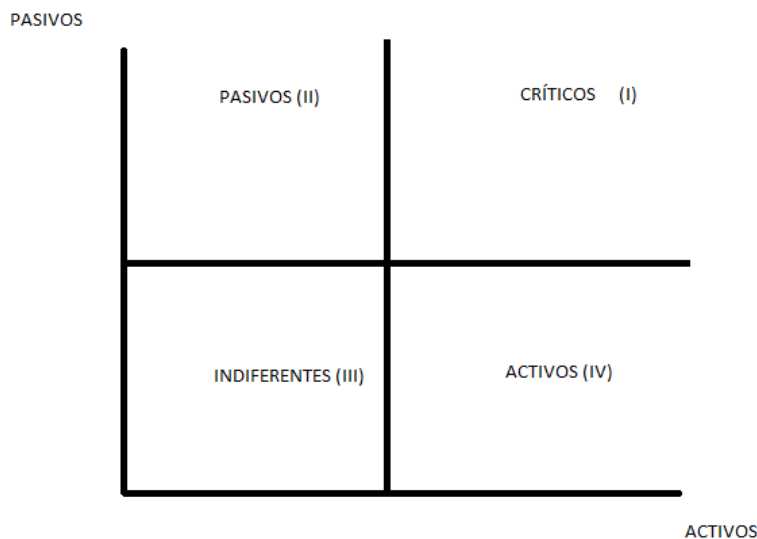 PASIVOS
PASIVOS (II)
CRÍTICOS (I)
INDIFERENTES (III)
ACTIVOS (IV)
ACTIVOS